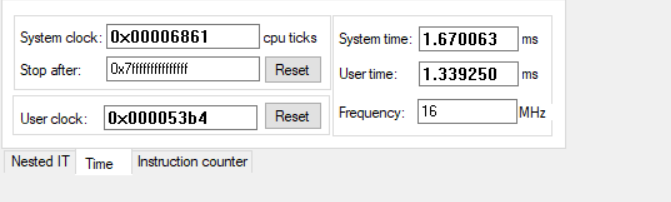 System clock: 0x00006861 cpu ticks
Stop after: 0x7fffffffffffffff Reset
User clock: 0x000053b4 Reset
System time: 1.670063 ms
User time: 1.339250 ms
Frequency: 16 MHz
Nested IT Time Instruction counter